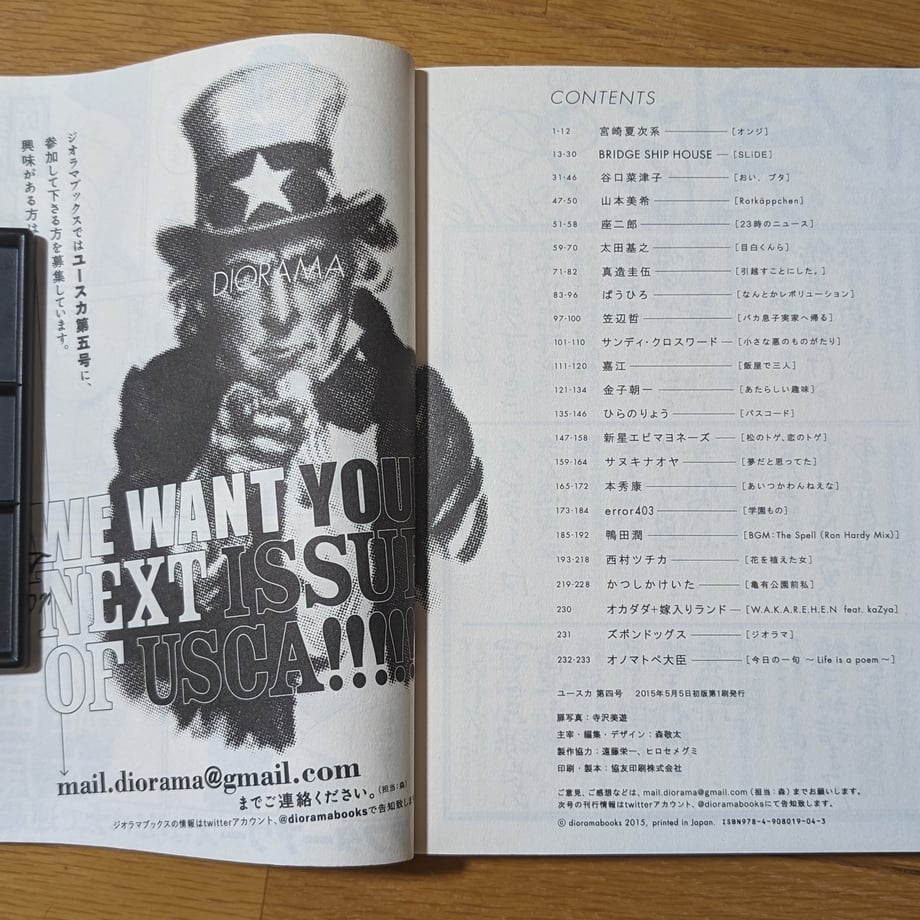 ジオラマブックスではユースカ第五号に、
参加して下さる方を募集しています。
興味がある方は
DIORAMA
WE WANT YOU
NEXT ISSUE
OF USCA!!!!!
mail.diorama@gmail.com
までご連絡ください。(担当:森)
ジオラマブックスの情報はtwitterアカウント、@dioramabooksで告知致しま
CONTENTS
1-12 宮崎夏次系 [オンジ]
13-30 BRIDGE SHIP HOUSE [SLIDE]
31-46 谷口菜津子 [おい、ブタ]
47-50 山本美希 [Rotkäppchen]
51-58 座二郎 [23時のニュース]
59-70 太田基之 [目白くんら]
71-82 真造圭伍 [引越すことにした。]
83-96 ぱうひろ [なんとかレボリューション]
97-100 笠辺哲 [バカ息子実家へ帰る]
101-110 サンディ・クロスワード [小さな悪のものがたり]
111-120 嘉江 [飯屋で三人]
121-134 金子朝一 [あたらしい趣味]
135-146 ひらのりょう [パスコード]
147-158 新星エビマヨネーズ [松のトゲ、恋のトゲ]
159-164 サヌキナオヤ [夢だと思ってた]
165-172 本秀康 [あいつかわんねえな]
173-184 error403 [学園もの]
185-192 鴨田潤 [BGM:The Spell (Ron Hardy Mix)]
193-218 西村ツチカ [花を植えた女]
219-228 かつしかけいた [亀有公園前私]
230 オカダダ+嫁入りランド [W.A.K.A.R.E.H.E.N feat. kaZya]
231 ズボンドッグス [ジオラマ]
232-233 オノマトペ大臣 [今日の一句 ～Life is a poem～]
ユースカ 第四号 2015年5月5日初版第1刷発行
扉写真:寺沢美遊
主宰・編集・デザイン:森敬太
製作協力:遠藤栄一、ヒロセメグミ
印刷・製本:協友印刷株式会社
ご意見、ご感想などは、mail.diorama@gmail.com(担当:森)までお願いします。
次号の刊行情報はtwitterアカウント、@dioramabooksにて告知致します。
©dioramabooks 2015, printed in Japan. ISBN978-4-908019-04-3